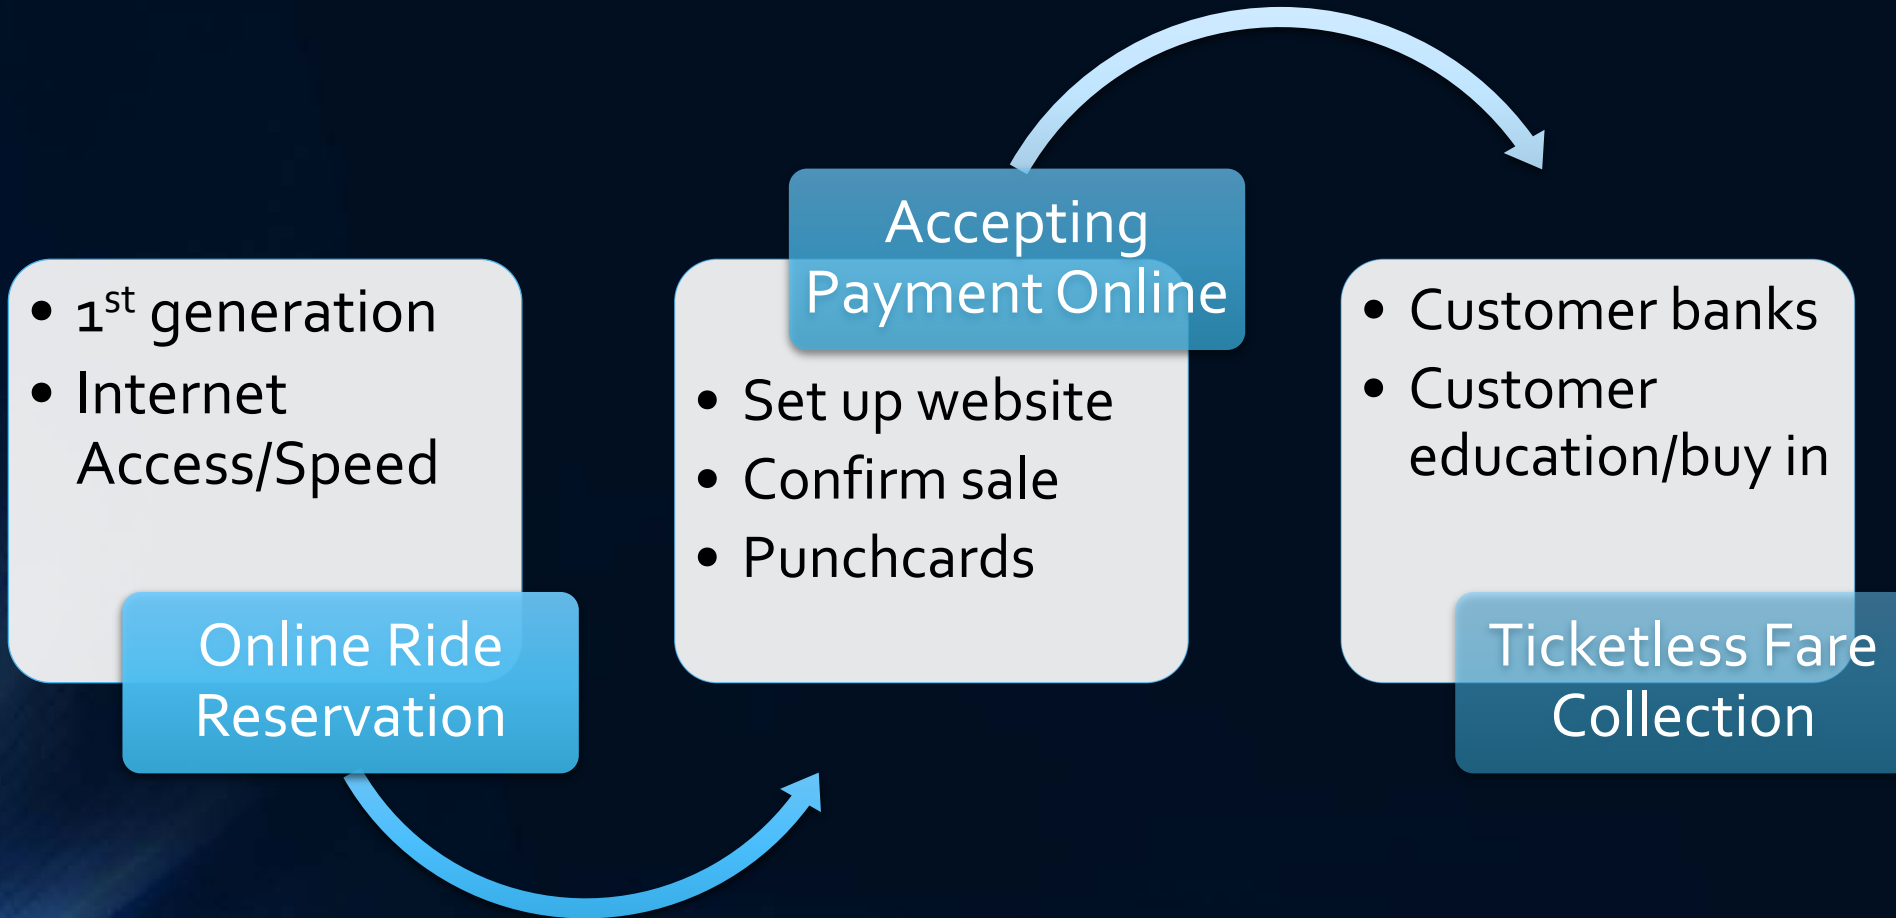 • 1st generation
• Internet
Access/Speed
Online Ride
Reservation
Accepting
Payment Online
• Set up website
• Confirm sale
• Punchcards
• Customer banks
• Customer
education/buy in
Ticketless Fare
Collection